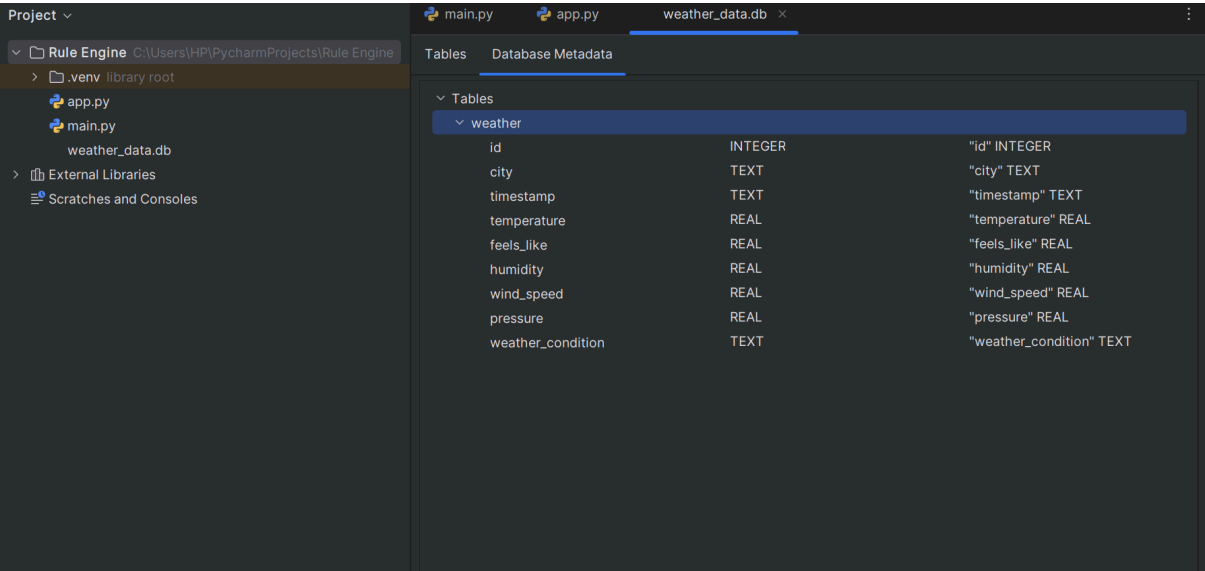 Project
Rule Engine C:\Users\HP\PycharmProjects\Rule Engine
.venv library root
app.py
main.py
weather_data.db
External Libraries
Scratches and Consoles
main.py app.py weather_data.db
Tables Database Metadata
Tables
weather
id INTEGER "id" INTEGER
city TEXT "city" TEXT
timestamp TEXT "timestamp" TEXT
temperature REAL "temperature" REAL
feels_like REAL "feels_like" REAL
humidity REAL "humidity" REAL
wind_speed REAL "wind_speed" REAL
pressure REAL "pressure" REAL
weather_condition TEXT "weather_condition" TEXT